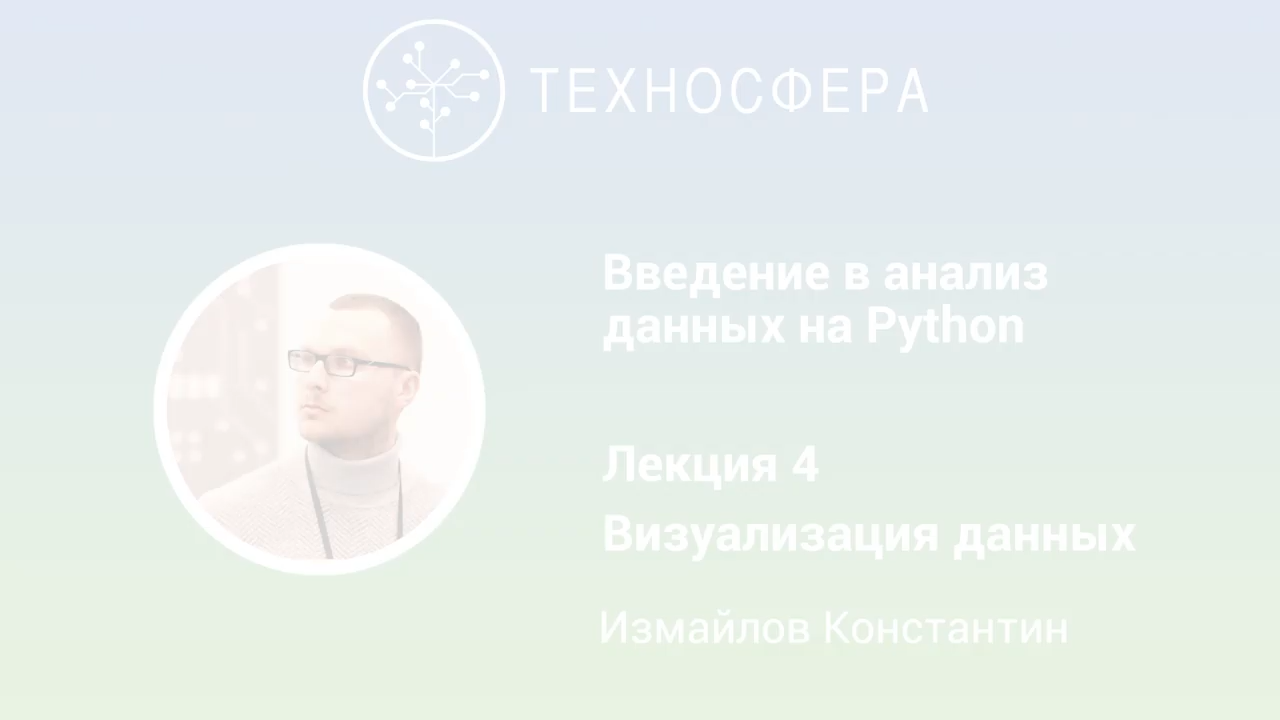 ТЕХНОСФЕРА
Введение в анализ
данных на Python
Лекция 4
Визуализация данных
Измайлов Константин